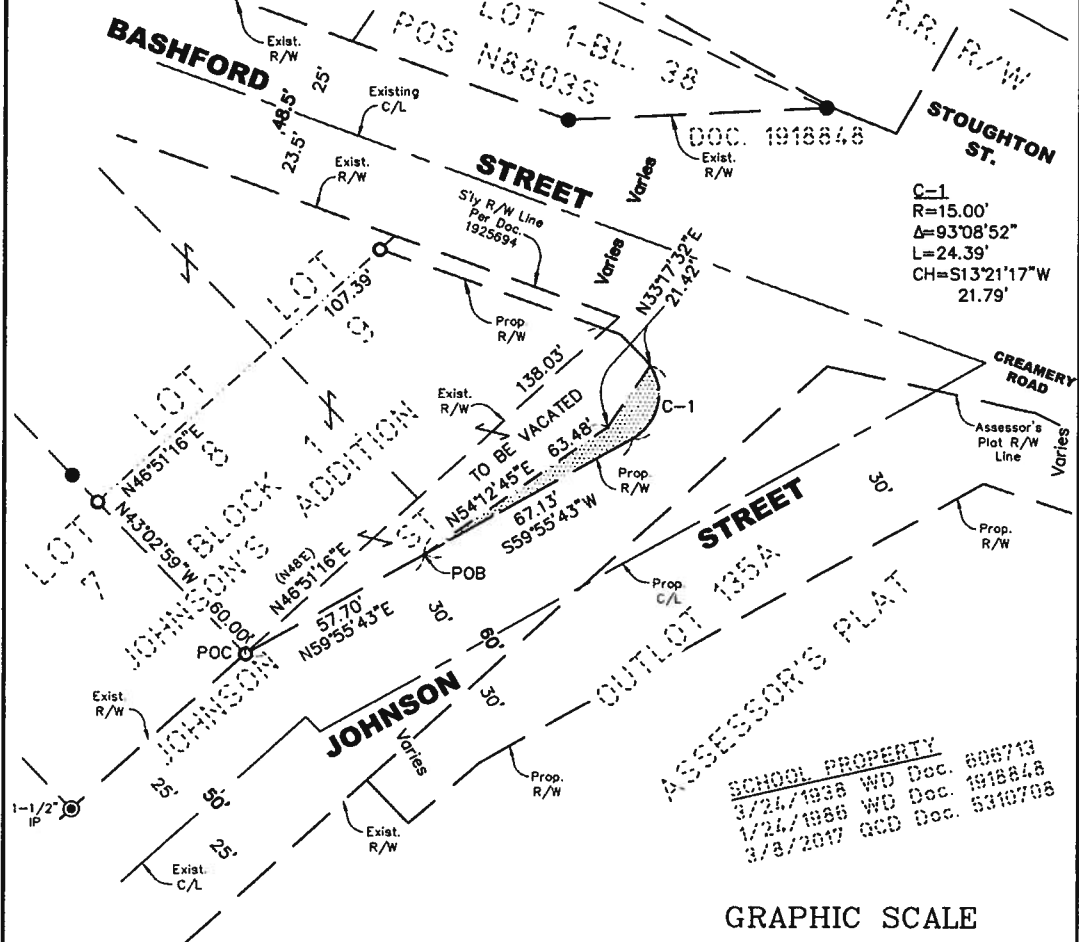 BASHFORD
Exist.
R/W
25'
48.5'
23.5'
Existing
C/L
LOT 1-BL. 38
POS N8803S
DOC. 1918848
R.R. R/W
STOUGHTON
ST.
Exist.
R/W
Exist.
R/W
STREET
Varies
S'ly R/W Line
Per Doc.
1925694
Varies
N33°17'32"E
21.42'
C-1
R=15.00'
Δ=93°08'52"
L=24.39'
CH=S13°21'17"W
21.79'
LOT
9
107.39'
Prop
R/W
138.03'
CREAMERY
ROAD
Assessor's
Plat R/W
Line
Varies
LOT
8
N46°51'16"E
Exist.
R/W
TO BE VACATED
C-1
N54°12'45"E 63.48'
Prop.
R/W
67.13'
S59°55'43"W
LOT
7
BLOCK 1
JOHNSON'S ADDITION
N43°02'59"W
60.00'
(N48°E)
N46°51'16"E
ST
POB
57.70'
N59°55'43"E
POC
JOHNSON
STREET
30'
Prop.
R/W
Prop.
C/L
30'
60'
30'
OUTLOT 135A
ASSESSOR'S PLAT
Exist.
R/W
JOHNSON
Varies
Prop.
R/W
1-1/2"
IP
25'
50'
25'
Exist.
C/L
Exist.
R/W
SCHOOL PROPERTY
3/24/1938 WD Doc. 606713
1/24/1986 WD Doc. 1918848
3/8/2017 QCD Doc. 5310708
GRAPHIC SCALE